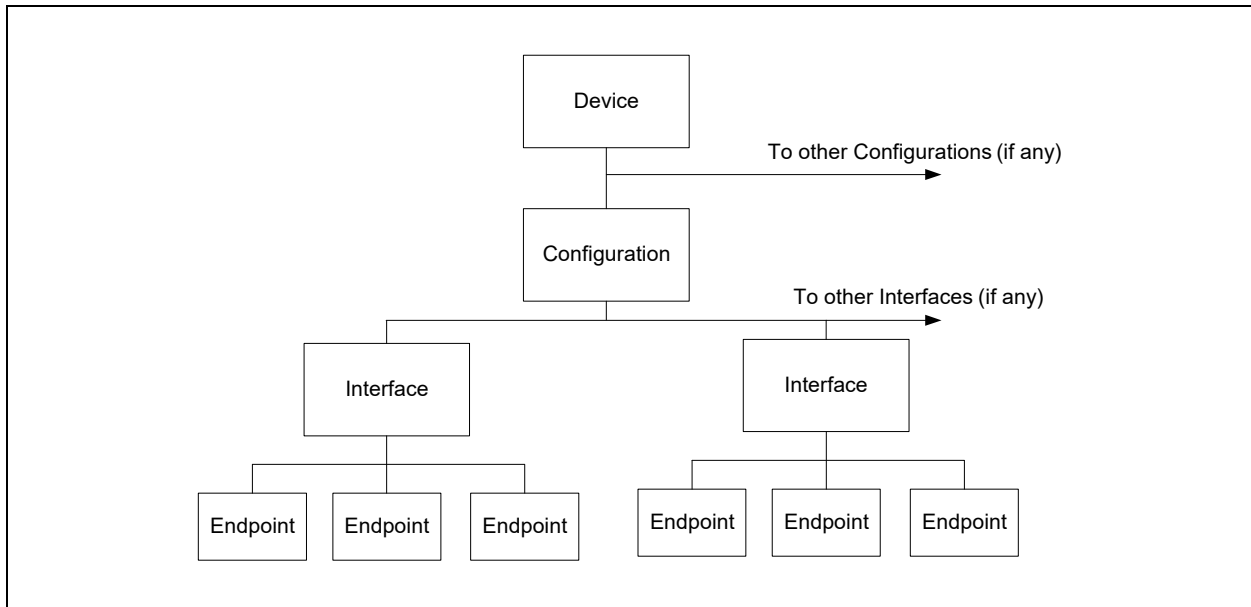 Device
To other Configurations (if any)
Configuration
To other Interfaces (if any)
Interface
Interface
Endpoint
Endpoint
Endpoint
Endpoint
Endpoint
Endpoint